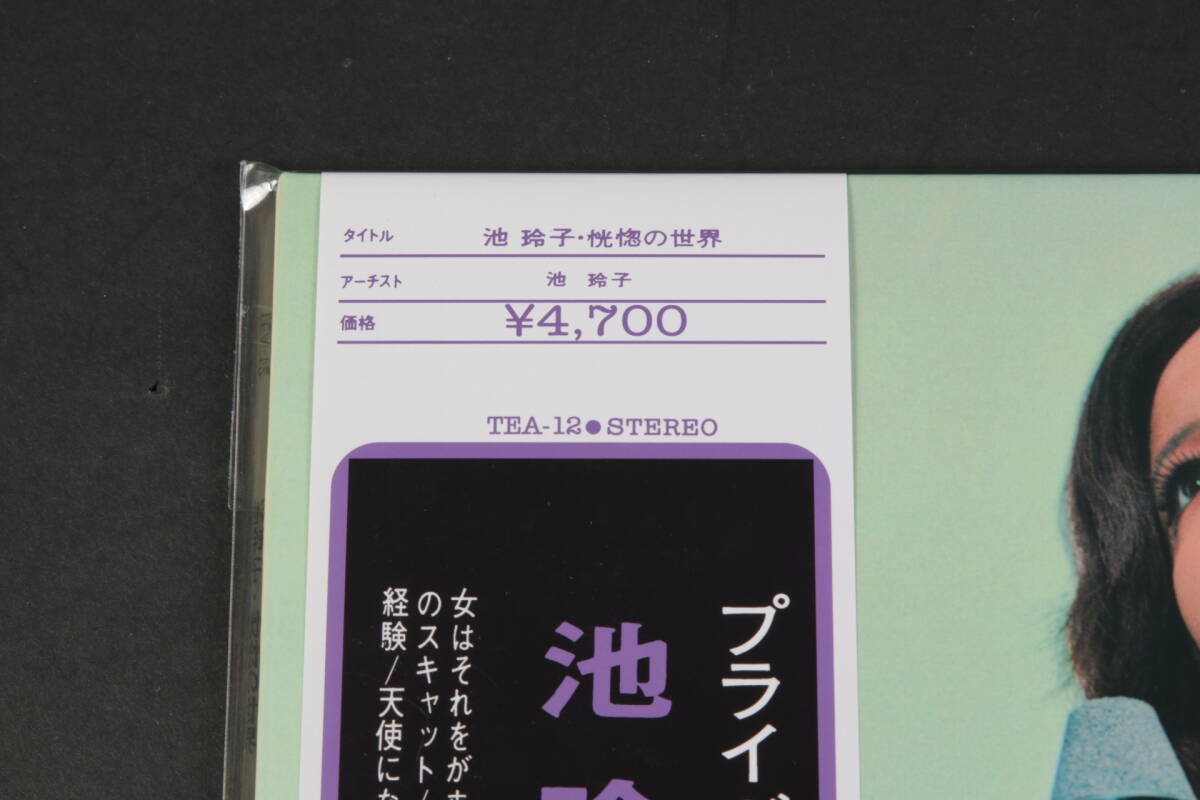 タイトル 池 玲子・恍惚の世界
アーチスト 池 玲子
価格 ¥4,700
TEA-12●STEREO
プライ
池
女はそれをがま
のスキャット/
経験/天使にな